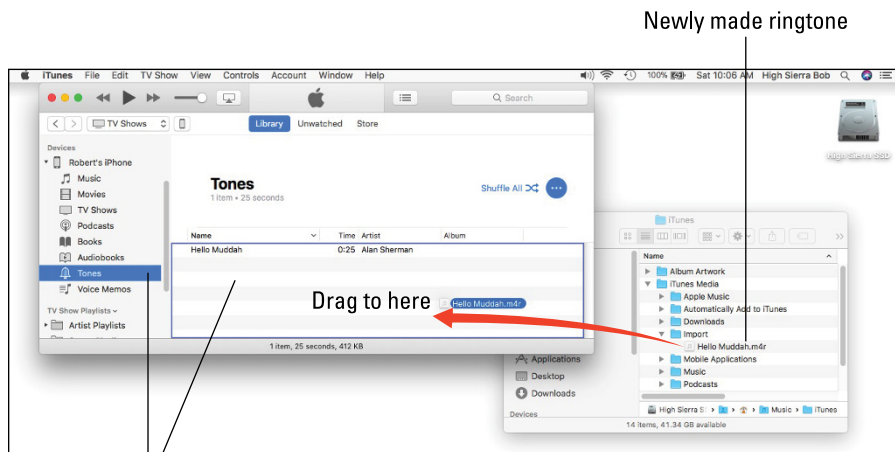 Newly made ringtone
iTunes File Edit TV Show View Controls Account Window Help 100% Sat 10:06 AM High Sierra Bob
Search
TV Shows
Library Unwatched Store
High Sierra SSD
Devices
Robert's iPhone
Music
Movies
TV Shows
Podcasts
Books
Audiobooks
Tones
Voice Memos
TV Show Playlists
Artist Playlists
Tones
1 item • 25 seconds
Shuffle All
Name Time Artist Album
Hello Muddah 0:25 Alan Sherman
Drag to here
Hello Muddah.m4r
1 item, 25 seconds, 412 KB
iTunes
Name
Album Artwork
iTunes Media
Apple Music
Automatically Add to iTunes
Downloads
Import
Hello Muddah.m4r
Mobile Applications
Music
Podcasts
Applications
Desktop
Downloads
Devices
High Sierra S Music iTunes
14 items, 41.34 GB available